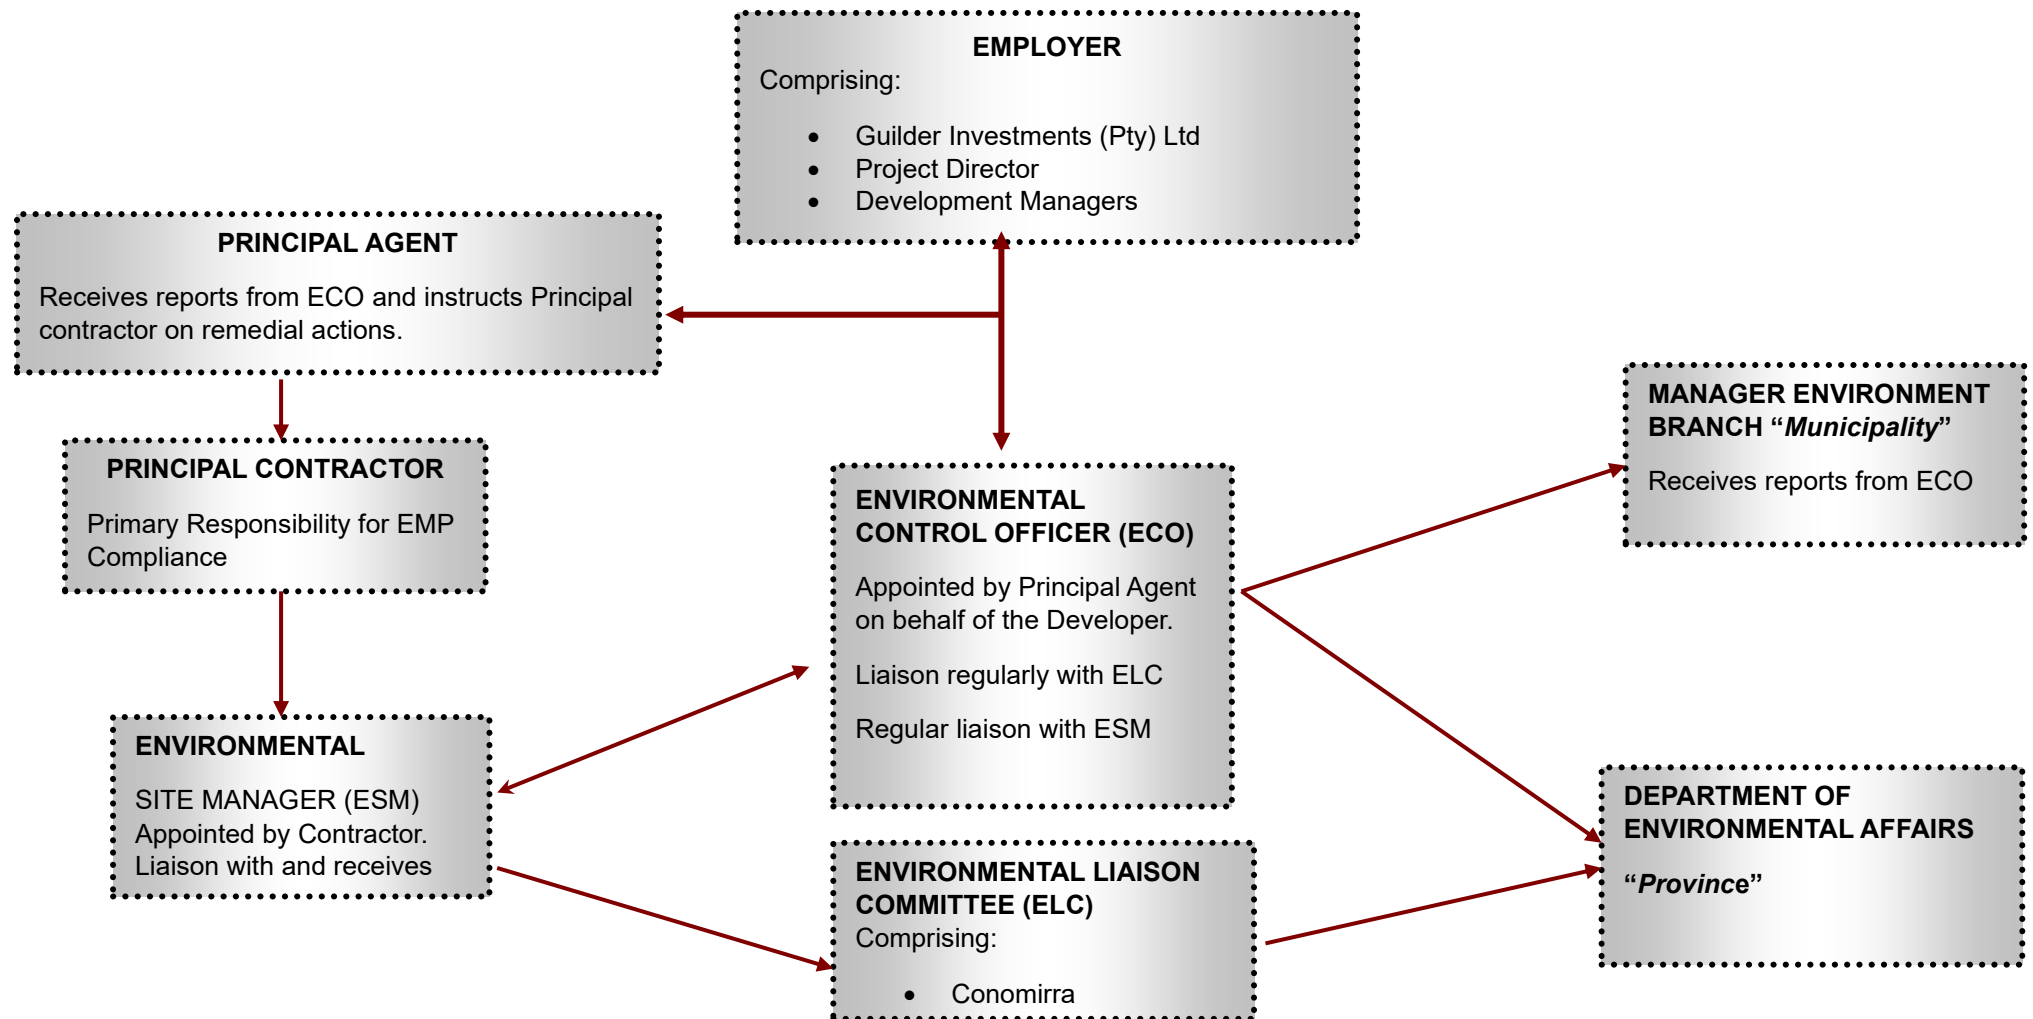 EMPLOYER
Comprising:
• Guilder Investments (Pty) Ltd
• Project Director
• Development Managers
PRINCIPAL AGENT
Receives reports from ECO and instructs Principal
contractor on remedial actions.
PRINCIPAL CONTRACTOR
Primary Responsibility for EMP
Compliance
ENVIRONMENTAL
SITE MANAGER (ESM)
Appointed by Contractor.
Liaison with and receives
ENVIRONMENTAL
CONTROL OFFICER (ECO)
Appointed by Principal Agent
on behalf of the Developer.
Liaison regularly with ELC
Regular liaison with ESM
ENVIRONMENTAL LIAISON
COMMITTEE (ELC)
Comprising:
• Conomirra
MANAGER ENVIRONMENT
BRANCH “Municipality”
Receives reports from ECO
DEPARTMENT OF
ENVIRONMENTAL AFFAIRS
“Province”